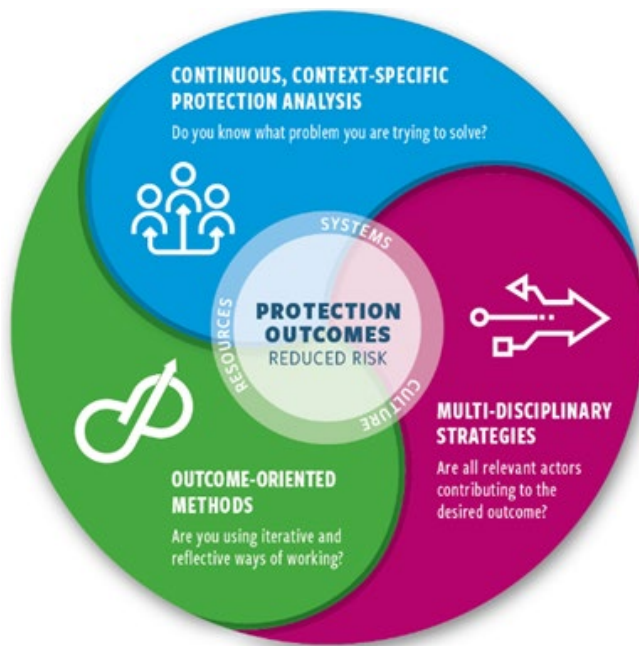 CONTINUOUS, CONTEXT-SPECIFIC
PROTECTION ANALYSIS
Do you know what problem you are trying to solve?
SYSTEMS
PROTECTION
OUTCOMES
REDUCED RISK
RESOURCES
CULTURE
MULTI-DISCIPLINARY
STRATEGIES
Are all relevant actors
contributing to the
desired outcome?
OUTCOME-ORIENTED
METHODS
Are you using iterative and
reflective ways of working?